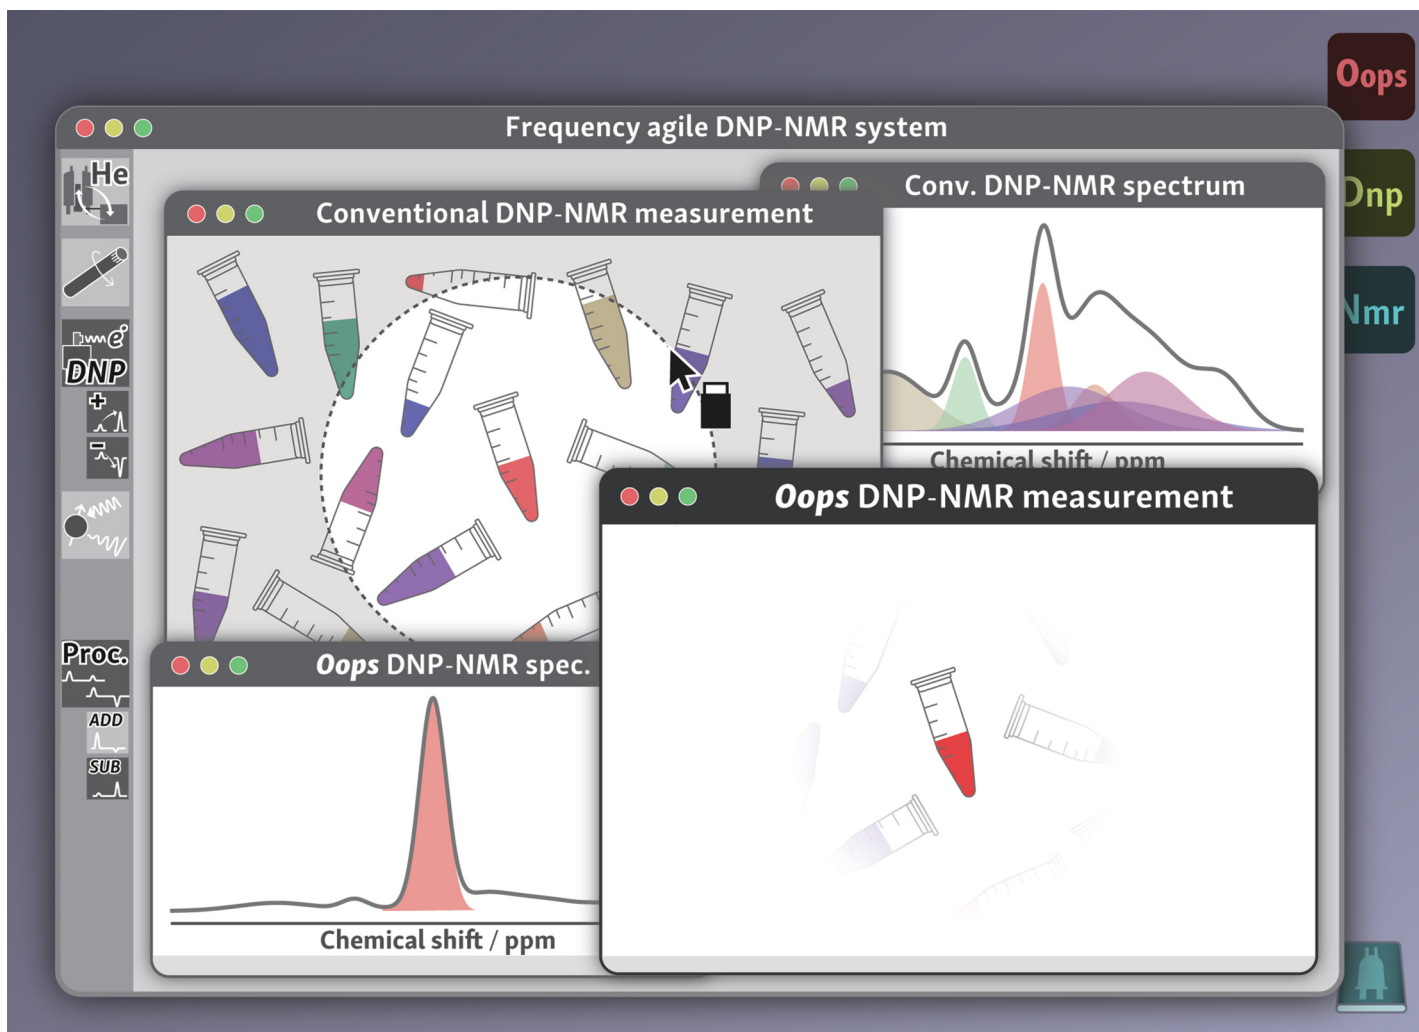 Oops
Frequency agile DNP-NMR system
He
Conv. DNP-NMR spectrum
Dnp
Conventional DNP-NMR measurement
Nmr
e
DNP
+
-
Chemical shift / ppm
Oops DNP-NMR measurement
Proc.
Oops DNP-NMR spec.
ADD
SUB
Chemical shift / ppm